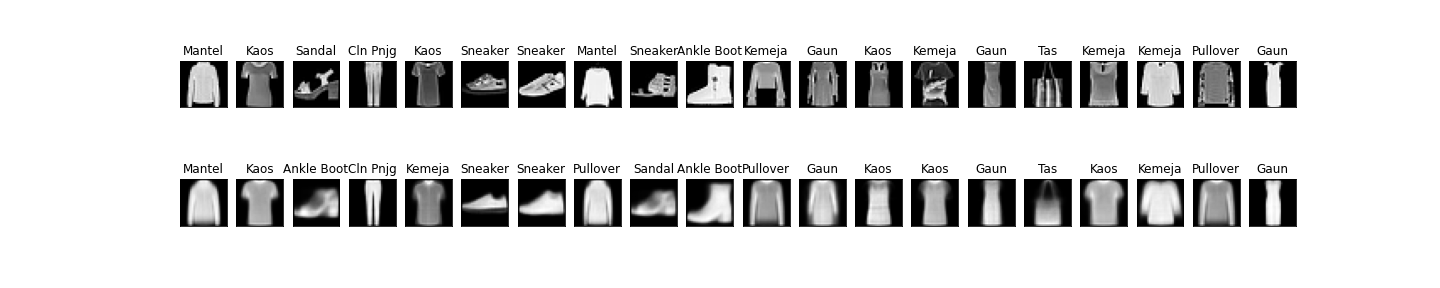 Mantel Kaos Sandal Cln Pnjg Kaos Sneaker Sneaker Mantel Sneaker Ankle Boot Kemeja Gaun Kaos Kemeja Gaun Tas Kemeja Kemeja Pullover Gaun
Mantel Kaos Ankle Boot Cln Pnjg Kemeja Sneaker Sneaker Pullover Sandal Ankle Boot Pullover Gaun Kaos Kaos Gaun Tas Kaos Kemeja Pullover Gaun